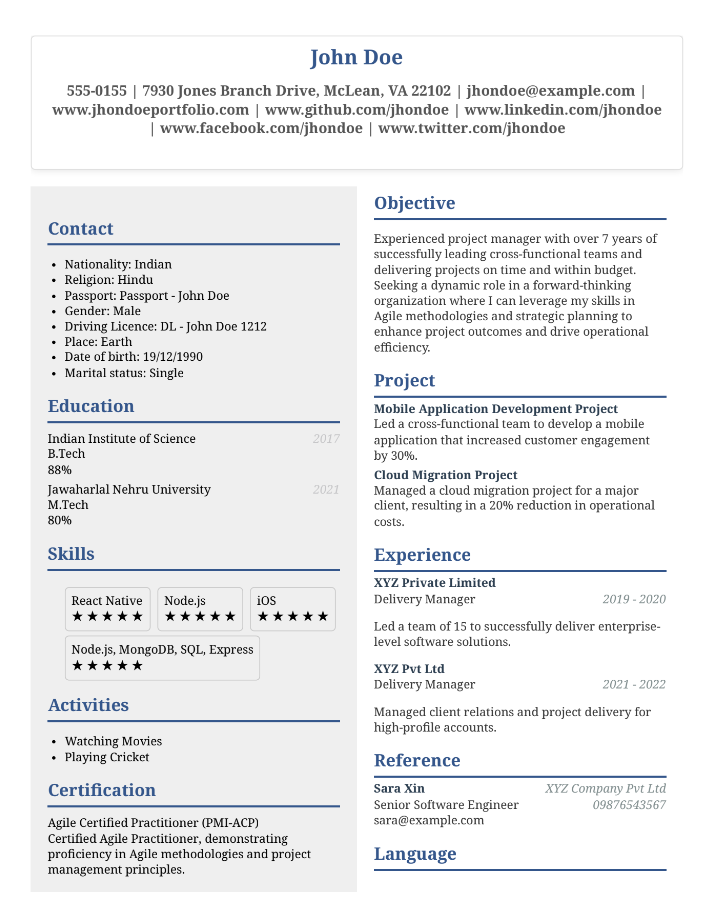 John Doe
555-0155 | 7930 Jones Branch Drive, McLean, VA 22102 | jhondoe@example.com |
www.jhondoeportfolio.com | www.github.com/jhondoe | www.linkedin.com/jhondoe
| www.facebook.com/jhondoe | www.twitter.com/jhondoe
Contact
• Nationality: Indian
• Religion: Hindu
• Passport: Passport - John Doe
• Gender: Male
• Driving Licence: DL - John Doe 1212
• Place: Earth
• Date of birth: 19/12/1990
• Marital status: Single
Education
Indian Institute of Science 2017
B.Tech
88%
Jawaharlal Nehru University 2021
M.Tech
80%
Skills
React Native Node.js iOS
★★★★★ ★★★★★ ★★★★★
Node.js, MongoDB, SQL, Express
★★★★★
Activities
• Watching Movies
• Playing Cricket
Certification
Agile Certified Practitioner (PMI-ACP)
Certified Agile Practitioner, demonstrating
proficiency in Agile methodologies and project
management principles.
Objective
Experienced project manager with over 7 years of
successfully leading cross-functional teams and
delivering projects on time and within budget.
Seeking a dynamic role in a forward-thinking
organization where I can leverage my skills in
Agile methodologies and strategic planning to
enhance project outcomes and drive operational
efficiency.
Project
Mobile Application Development Project
Led a cross-functional team to develop a mobile
application that increased customer engagement
by 30%.
Cloud Migration Project
Managed a cloud migration project for a major
client, resulting in a 20% reduction in operational
costs.
Experience
XYZ Private Limited
Delivery Manager 2019 - 2020
Led a team of 15 to successfully deliver enterprise-
level software solutions.
XYZ Pvt Ltd
Delivery Manager 2021 - 2022
Managed client relations and project delivery for
high-profile accounts.
Reference
Sara Xin XYZ Company Pvt Ltd
Senior Software Engineer 09876543567
sara@example.com
Language